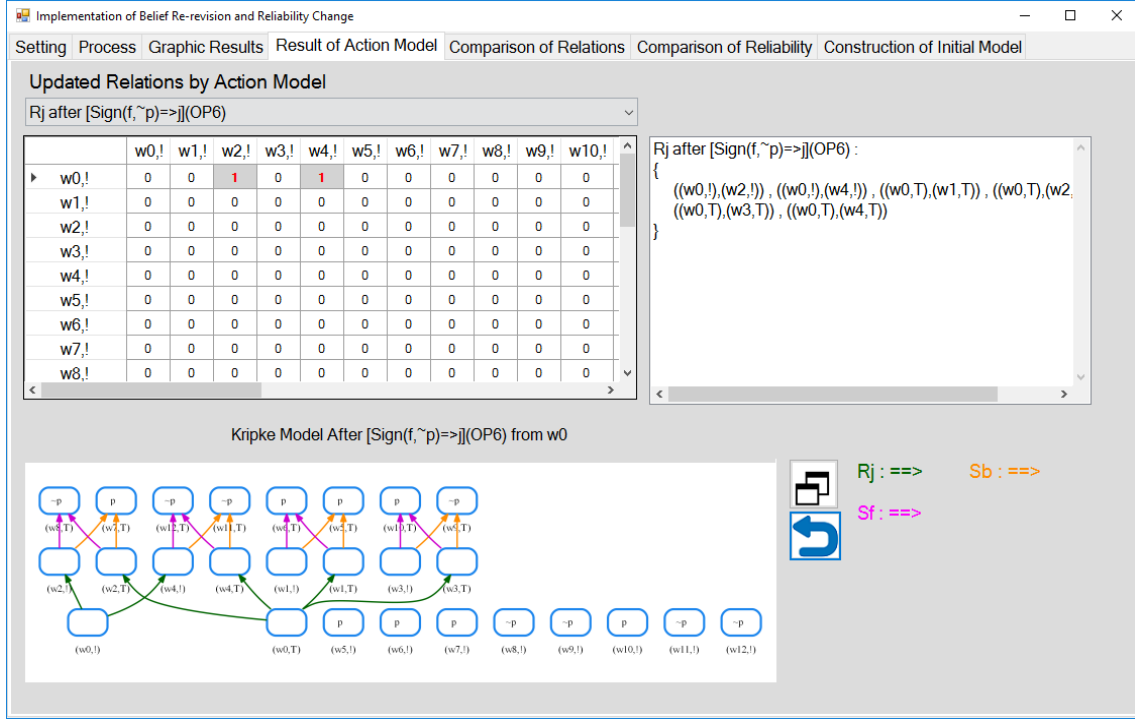 Implementation of Belief Re-revision and Reliability Change
Setting Process Graphic Results Result of Action Model Comparison of Relations Comparison of Reliability Construction of Initial Model
Updated Relations by Action Model
Rj after [Sign(f,~p)=>j](OP6)
w0,! w1,! w2,! w3,! w4,! w5,! w6,! w7,! w8,! w9,! w10,!
w0,! 0 0 1 0 1 0 0 0 0 0 0
w1,! 0 0 0 0 0 0 0 0 0 0 0
w2,! 0 0 0 0 0 0 0 0 0 0 0
w3,! 0 0 0 0 0 0 0 0 0 0 0
w4,! 0 0 0 0 0 0 0 0 0 0 0
w5,! 0 0 0 0 0 0 0 0 0 0 0
w6,! 0 0 0 0 0 0 0 0 0 0 0
w7,! 0 0 0 0 0 0 0 0 0 0 0
w8,! 0 0 0 0 0 0 0 0 0 0 0
Rj after [Sign(f,~p)=>j](OP6) :
{
((w0,!),(w2,!)) , ((w0,!),(w4,!)) , ((w0,T),(w1,T)) , ((w0,T),(w2,
((w0,T),(w3,T)) , ((w0,T),(w4,T))
}
Kripke Model After [Sign(f,~p)=>j](OP6) from w0
Rj : ==> Sb : ==>
Sf : ==>
~p p ~p ~p p p p ~p
(w8,T) (w7,T) (w12,T) (w11,T) (w6,T) (w5,T) (w10,T) (w9,T)
(w2,!) (w2,T) (w4,!) (w4,T) (w1,!) (w1,T) (w3,!) (w3,T)
p p p ~p ~p p ~p ~p
(w0,!) (w0,T) (w5,!) (w6,!) (w7,!) (w8,!) (w9,!) (w10,!) (w11,!) (w12,!)